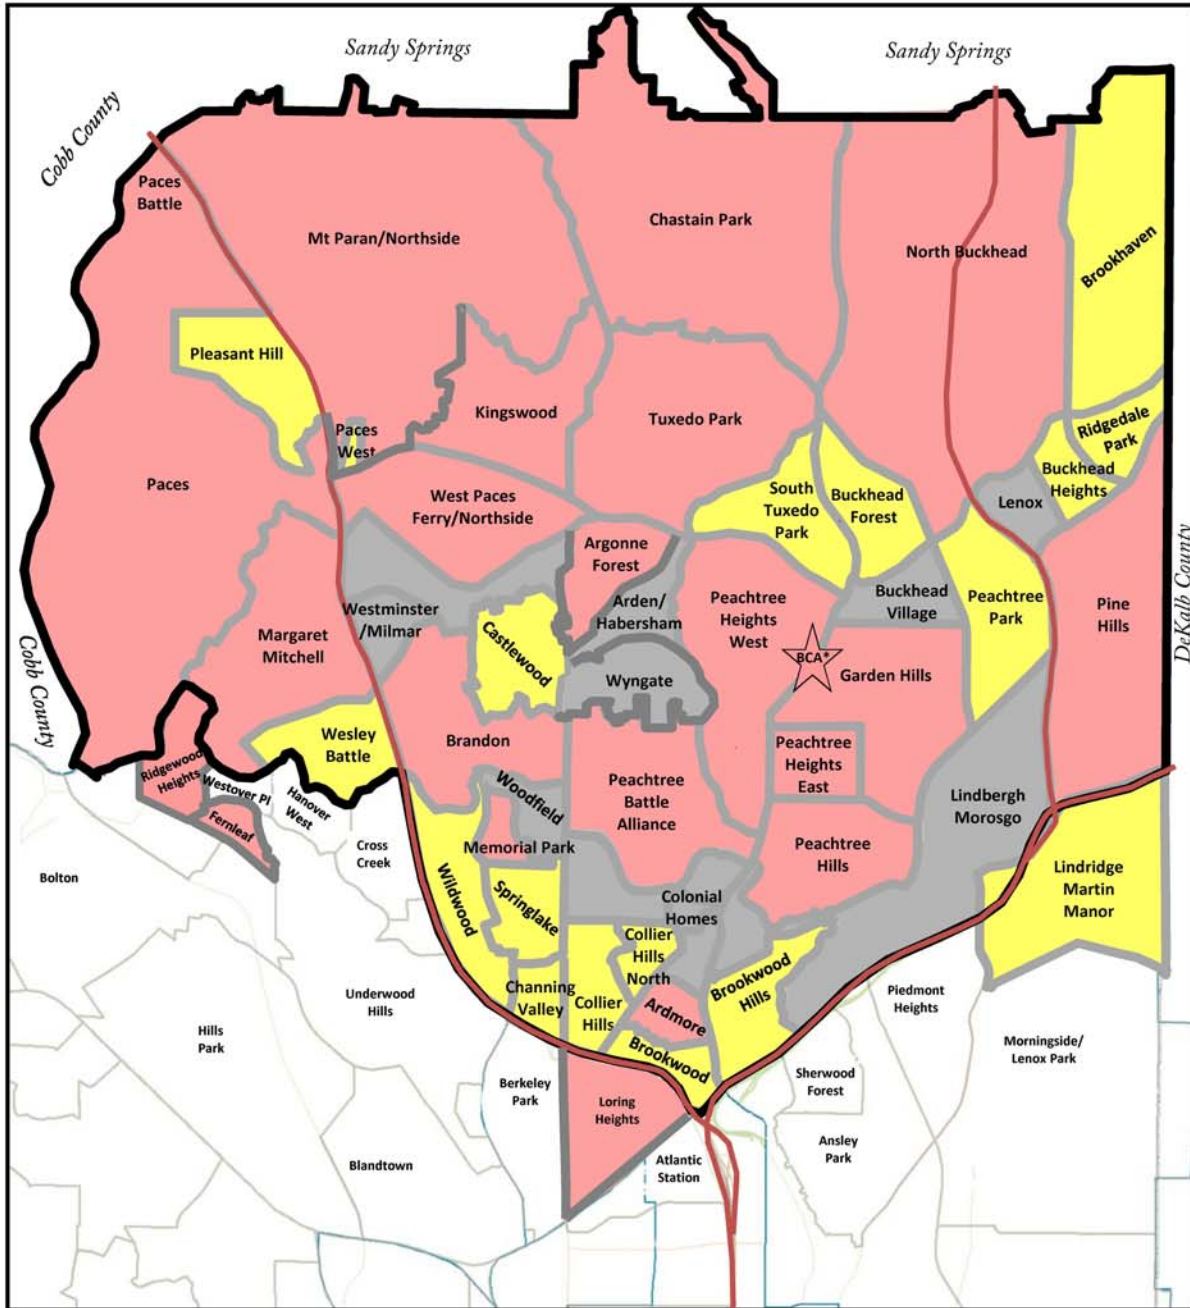 Sandy Springs
Sandy Springs
Cobb County
Paces
Battle
Mt Paran/Northside
Chastain Park
North Buckhead
Brookhaven
Pleasant Hill
Kingswood
Tuxedo Park
Ridgedale
Park
Paces
West
Buckhead
Heights
Paces
West Paces
Ferry/Northside
South
Tuxedo
Park
Buckhead
Forest
Lenox
Argonne
Forest
Arden/
Habersham
Peachtree
Heights
West
Buckhead
Village
Peachtree
Park
Pine
Hills
DeKalb County
Westminster
/Milmar
Margaret
Mitchell
Castlewood
Wyngate
BCA*
Garden Hills
Cobb County
Wesley
Battle
Brandon
Peachtree
Heights
East
Ridgewood
Heights
Westover Pl
Hanover
West
Fernleaf
Woodfield
Peachtree
Battle
Alliance
Lindbergh
Morosgo
Cross
Creek
Memorial Park
Peachtree
Hills
Bolton
Wildwood
Springlake
Colonial
Homes
Lindridge
Martin
Manor
Collier
Hills
North
Brookwood
Hills
Underwood
Hills
Channing
Valley
Collier
Hills
Ardmore
Piedmont
Heights
Hills
Park
Brookwood
Morningside/
Lenox Park
Berkeley
Park
Loring
Heights
Sherwood
Forest
Blandtown
Atlantic
Station
Ansley
Park